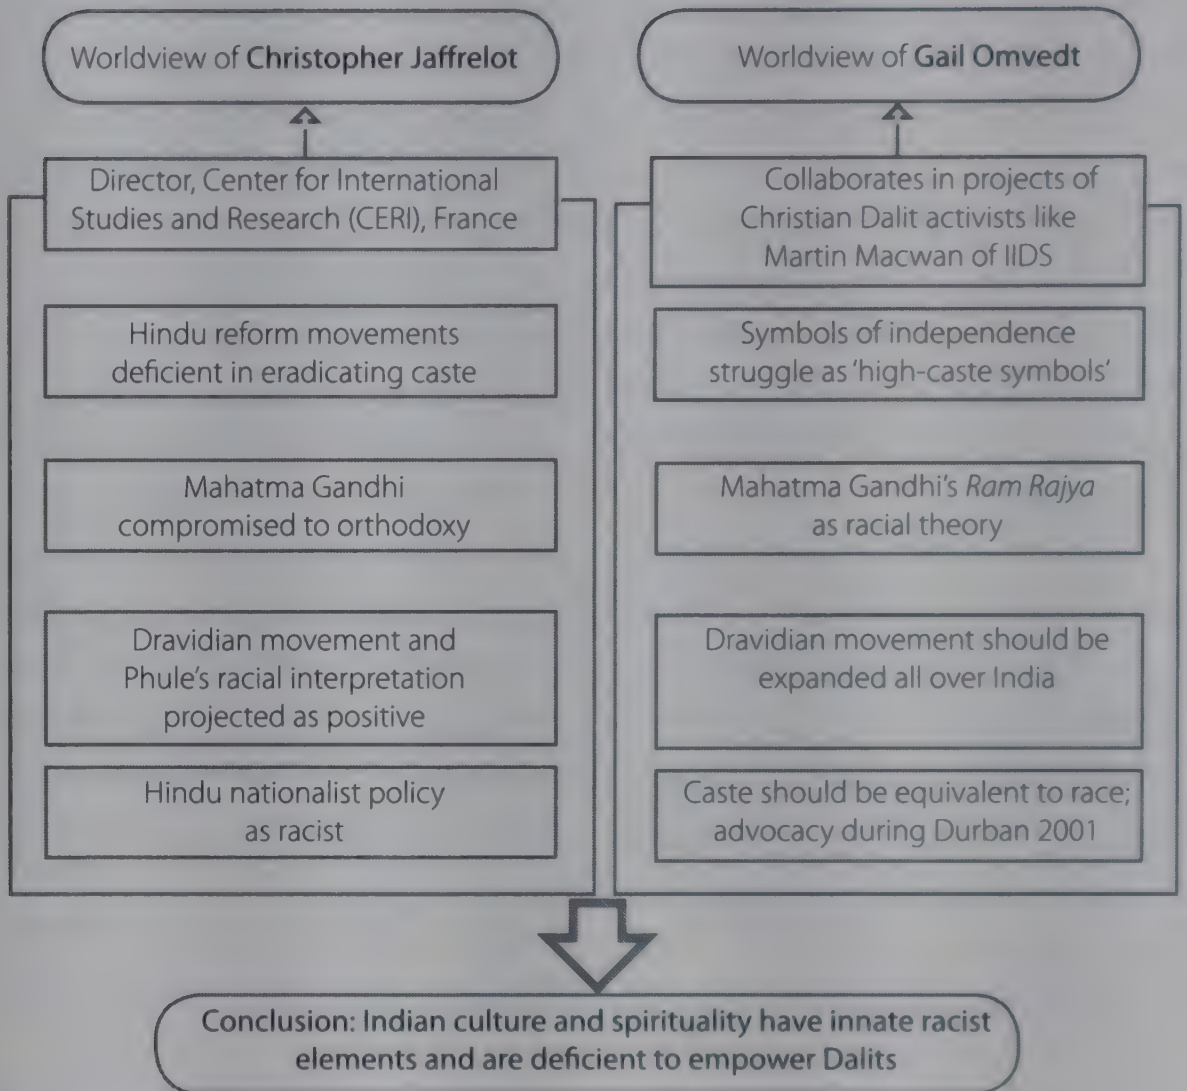 Worldview of Christopher Jaffrelot
Director, Center for International
Studies and Research (CERI), France
Hindu reform movements
deficient in eradicating caste
Mahatma Gandhi
compromised to orthodoxy
Dravidian movement and
Phule's racial interpretation
projected as positive
Hindu nationalist policy
as racist
Worldview of Gail Omvedt
Collaborates in projects of
Christian Dalit activists like
Martin Macwan of IIDS
Symbols of independence
struggle as 'high-caste symbols'
Mahatma Gandhi's Ram Rajya
as racial theory
Dravidian movement should be
expanded all over India
Caste should be equivalent to race;
advocacy during Durban 2001
Conclusion: Indian culture and spirituality have innate racist
elements and are deficient to empower Dalits